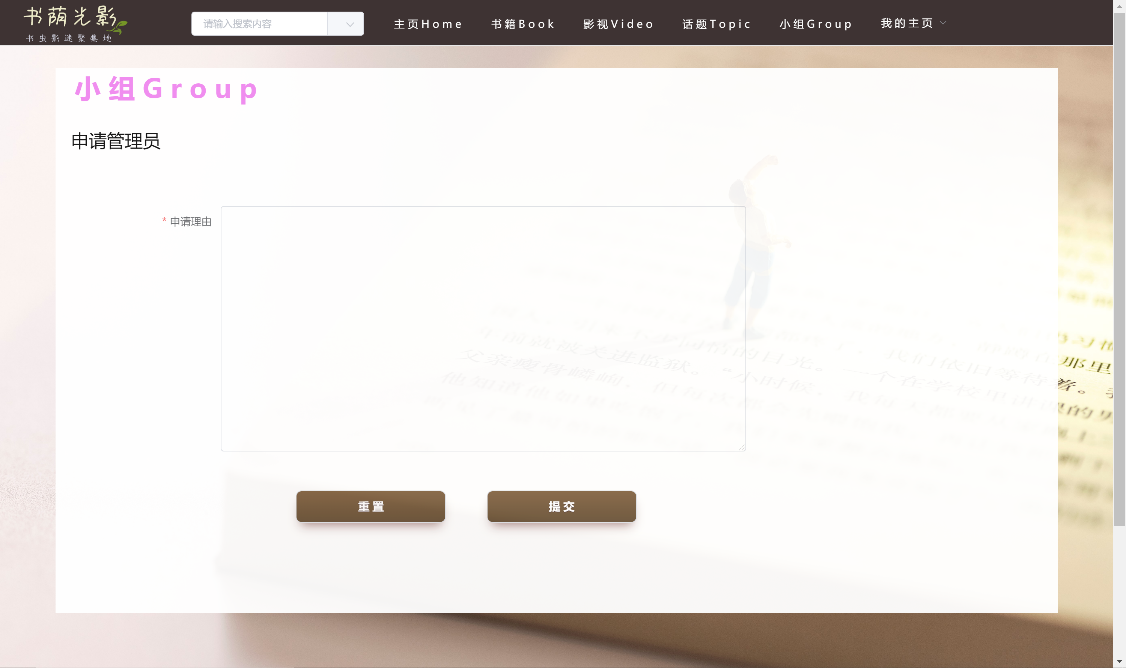 书荫光影
书虫影迷聚集地
请输入搜索内容
主页Home
书籍Book
影视Video
话题Topic
小组Group
我的主页
小组Group
申请管理员
* 申请理由
重置
提交
那里